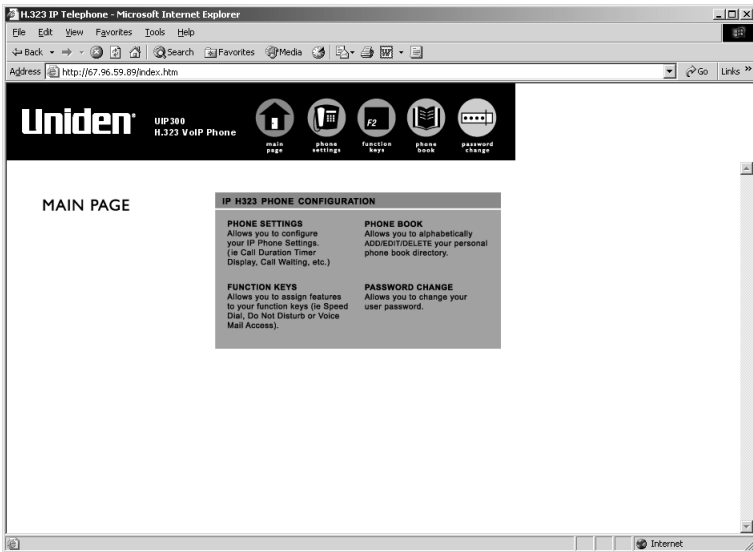 H.323 IP Telephone - Microsoft Internet Explorer
File Edit View Favorites Tools Help
Back Search Favorites Media
Address http://67.96.59.89/index.htm Go Links »
Uniden®
UIP300
H.323 VoIP Phone
F2
main page
phone settings
function keys
phone book
password change
MAIN PAGE
IP H323 PHONE CONFIGURATION
PHONE SETTINGS
Allows you to configure
your IP Phone Settings.
(ie Call Duration Timer
Display, Call Waiting, etc.)
PHONE BOOK
Allows you to alphabetically
ADD/EDIT/DELETE your personal
phone book directory.
FUNCTION KEYS
Allows you to assign features
to your function keys (ie Speed
Dial, Do Not Disturb or Voice
Mail Access).
PASSWORD CHANGE
Allows you to change your
user password.
Internet